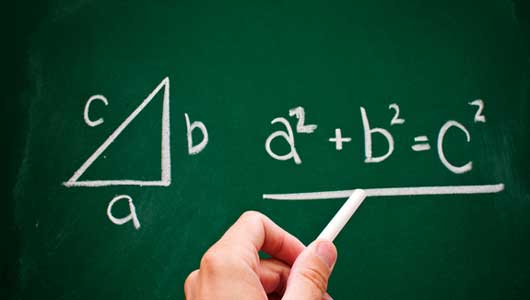 c
b
a
a² + b² = c²